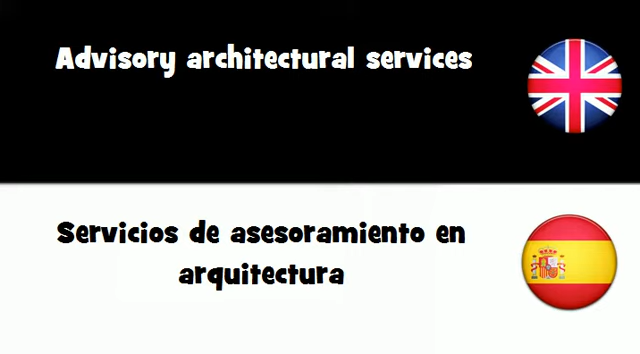 Advisory architectural services
Servicios de asesoramiento en
arquitectura